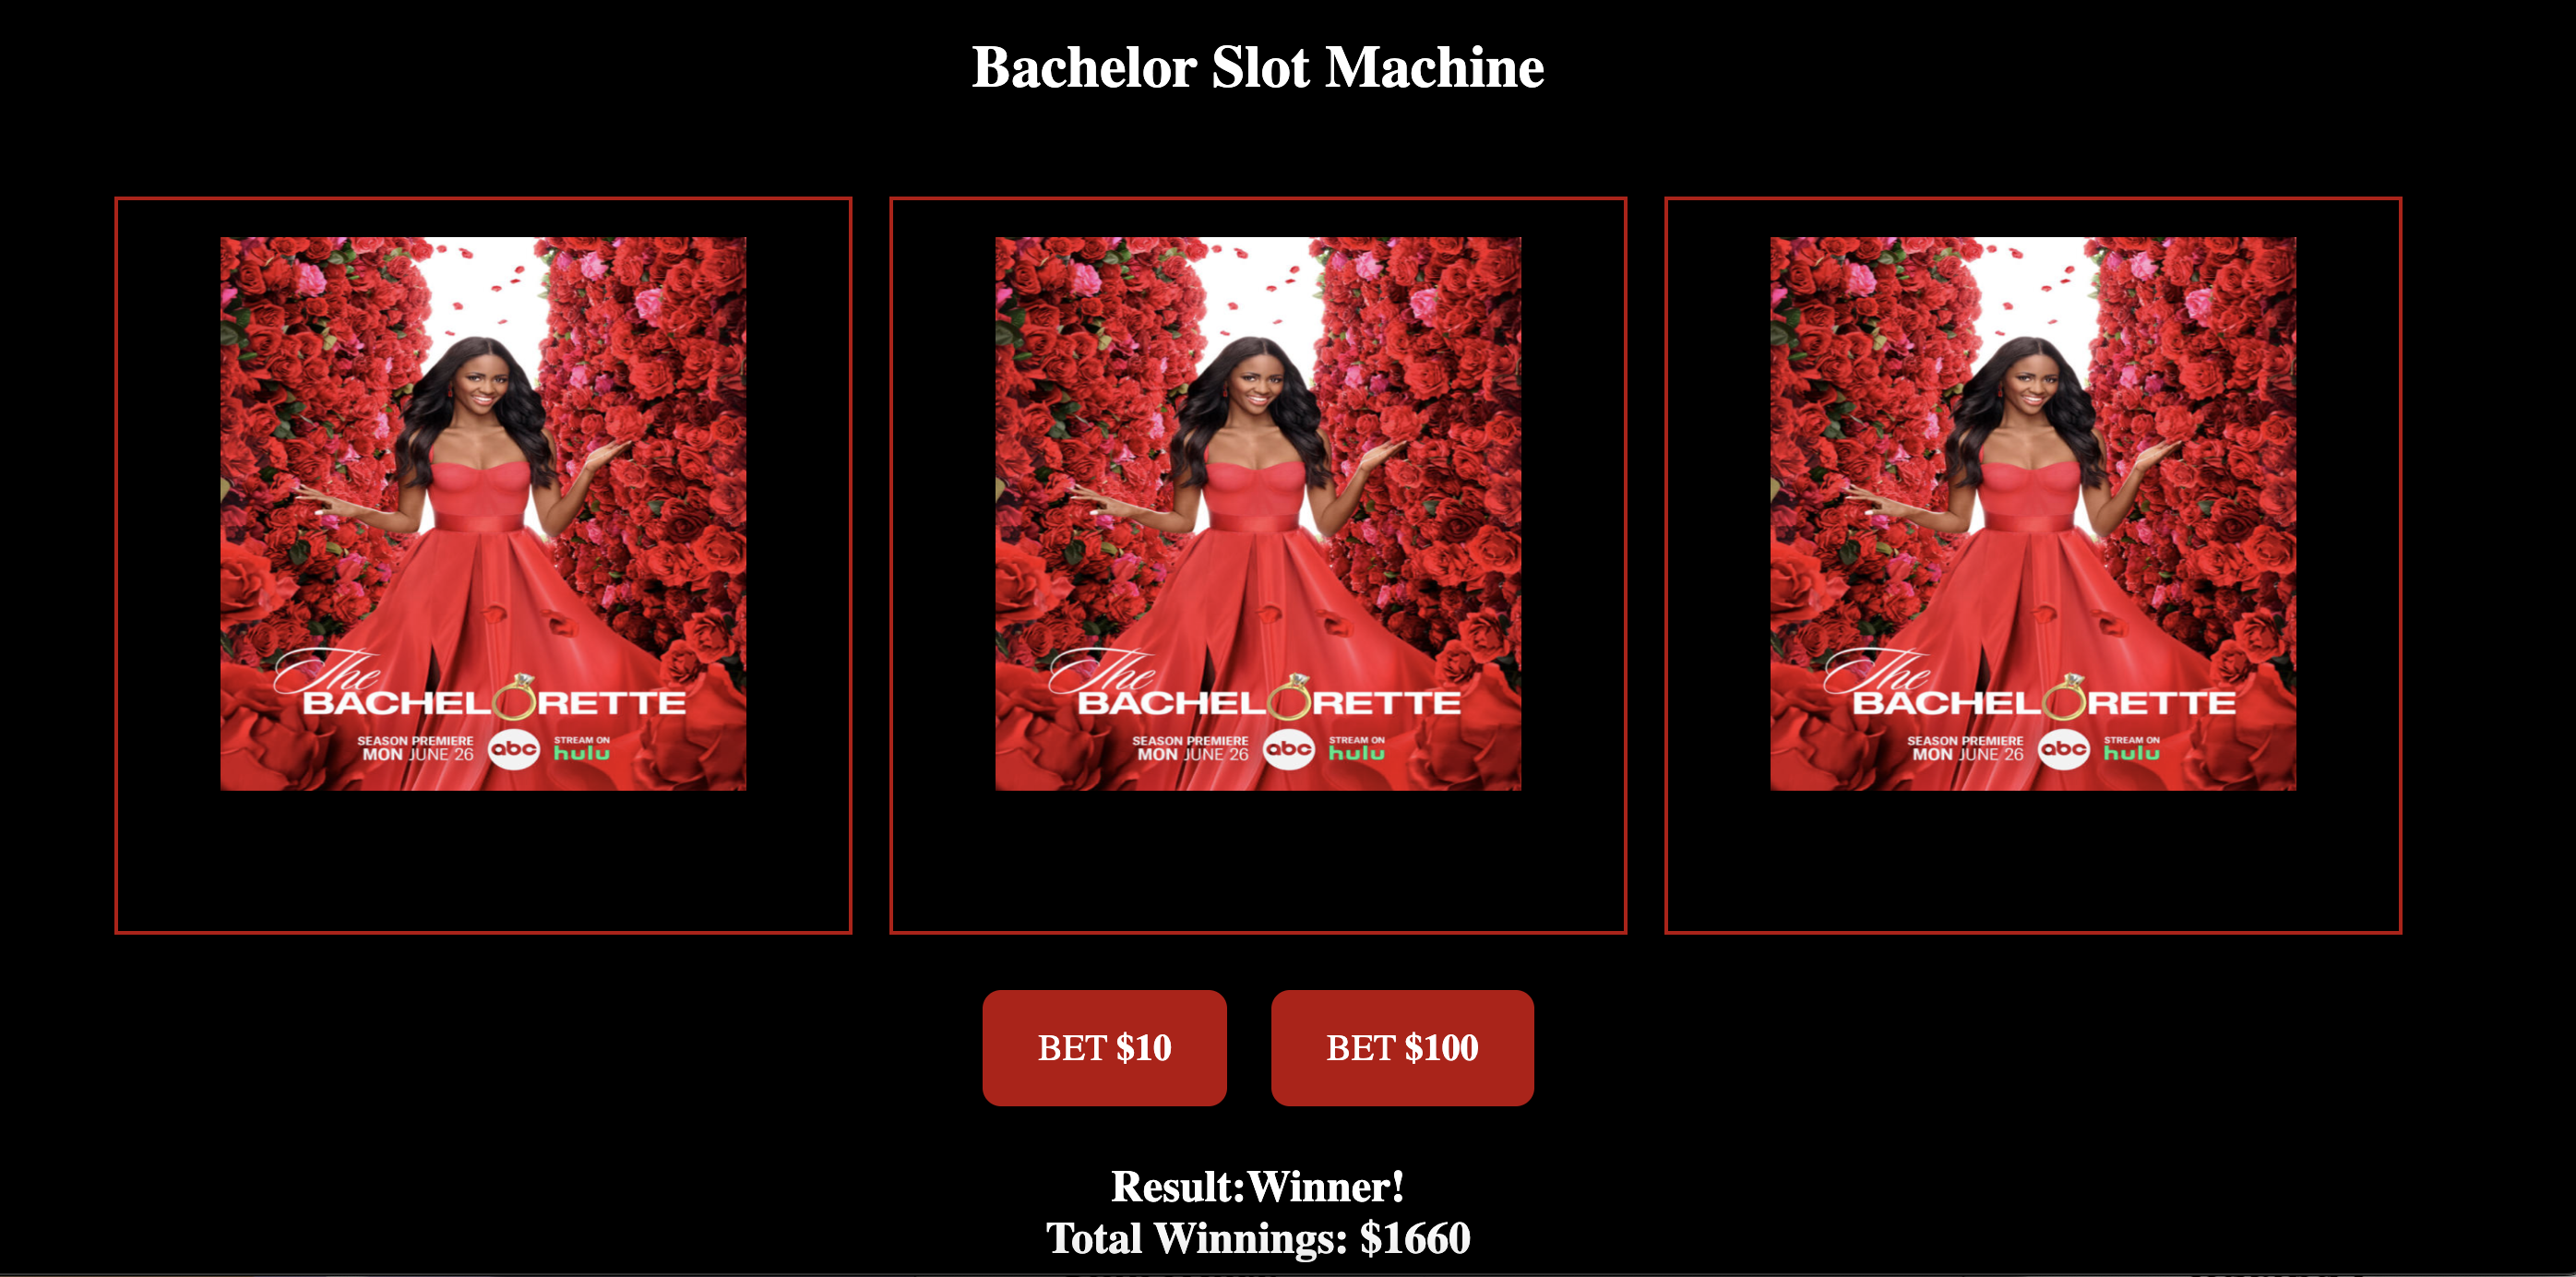 Bachelor Slot Machine
The
BACHELORETTE
SEASON PREMIERE
MON JUNE 26
abc
STREAM ON
hulu
The
BACHELORETTE
SEASON PREMIERE
MON JUNE 26
abc
STREAM ON
hulu
The
BACHELORETTE
SEASON PREMIERE
MON JUNE 26
abc
STREAM ON
hulu
BET $10
BET $100
Result:Winner!
Total Winnings: $1660